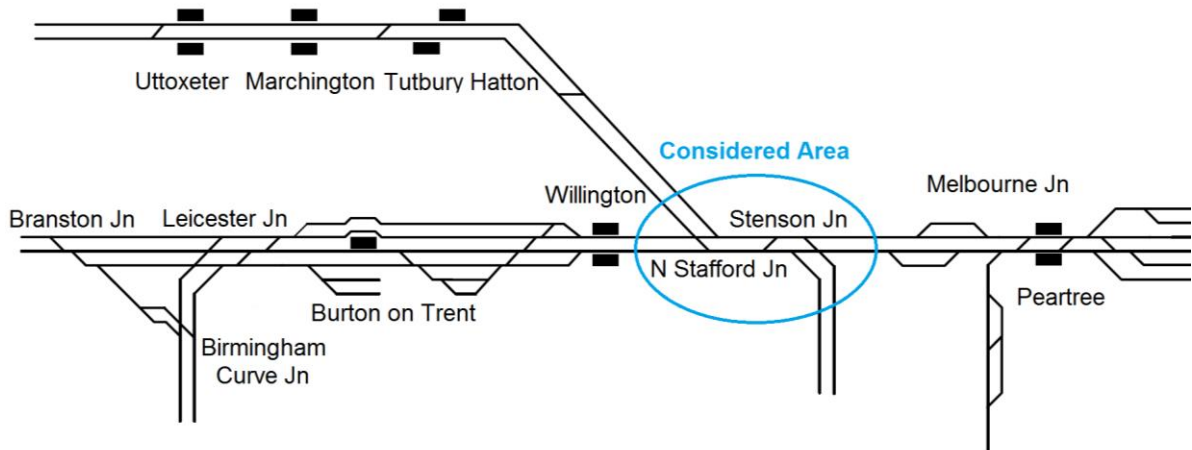 Uttoxeter
Marchington
Tutbury Hatton
Considered Area
Willington
Melbourne Jn
Branston Jn
Leicester Jn
Stenson Jn
N Stafford Jn
Burton on Trent
Peartree
Birmingham
Curve Jn